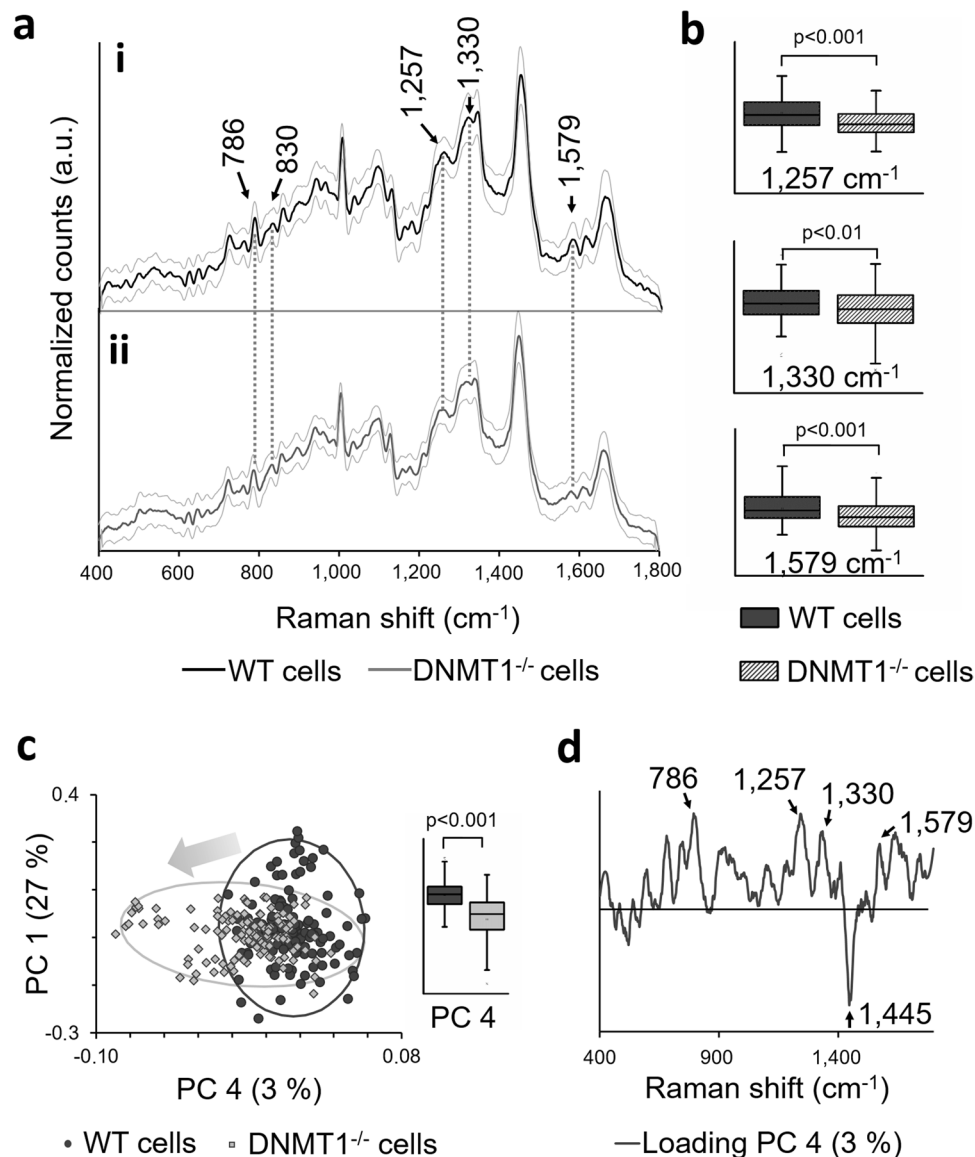 a
i
786
830
1,257
1,330
1,579
Normalized counts (a.u.)
ii
400
600
800
1,000
1,200
1,400
1,600
1,800
Raman shift (cm-1)
WT cells
DNMT1-/- cells
b
p<0.001
1,257 cm-1
p<0.01
1,330 cm-1
p<0.001
1,579 cm-1
WT cells
DNMT1-/- cells
c
0.4
PC 1 (27 %)
-0.3
-0.10
0.08
PC 4 (3 %)
p<0.001
PC 4
WT cells
DNMT1-/- cells
d
786
1,257
1,330
1,579
1,445
400
900
1,400
Raman shift (cm-1)
Loading PC 4 (3 %)